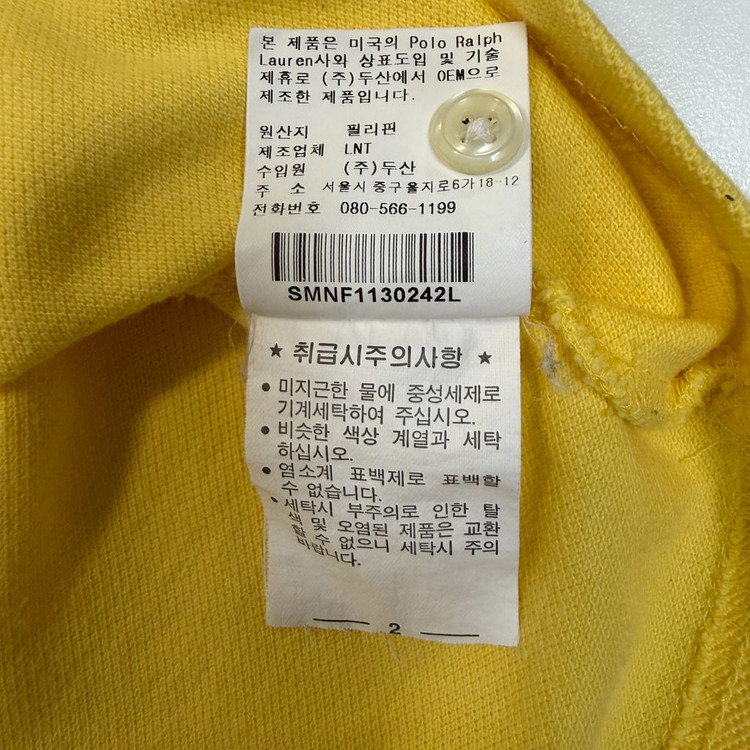 본 제품은 미국의 Polo Ralph
Lauren사와 상표도입 및 기술
제휴로 (주)두산에서 OEM으로
제조한 제품입니다.
원산지 필리핀
제조업체 LNT
수입원 (주)두산
주 소 서울시중구을지로6가18-12
전화번호 080-566-1199
SMNF1130242L
★ 취급시주의사항 ★
• 미지근한 물에 중성세제로
기계세탁하여 주십시오.
• 비슷한 색상 계열과 세탁
하십시오.
• 염소계 표백제로 표백할
수 없습니다.
• 세탁시 부주의로 인한 탈
색 및 오염된 제품은 교환
할 수 없으니 세탁시 주의
바랍니다.
2